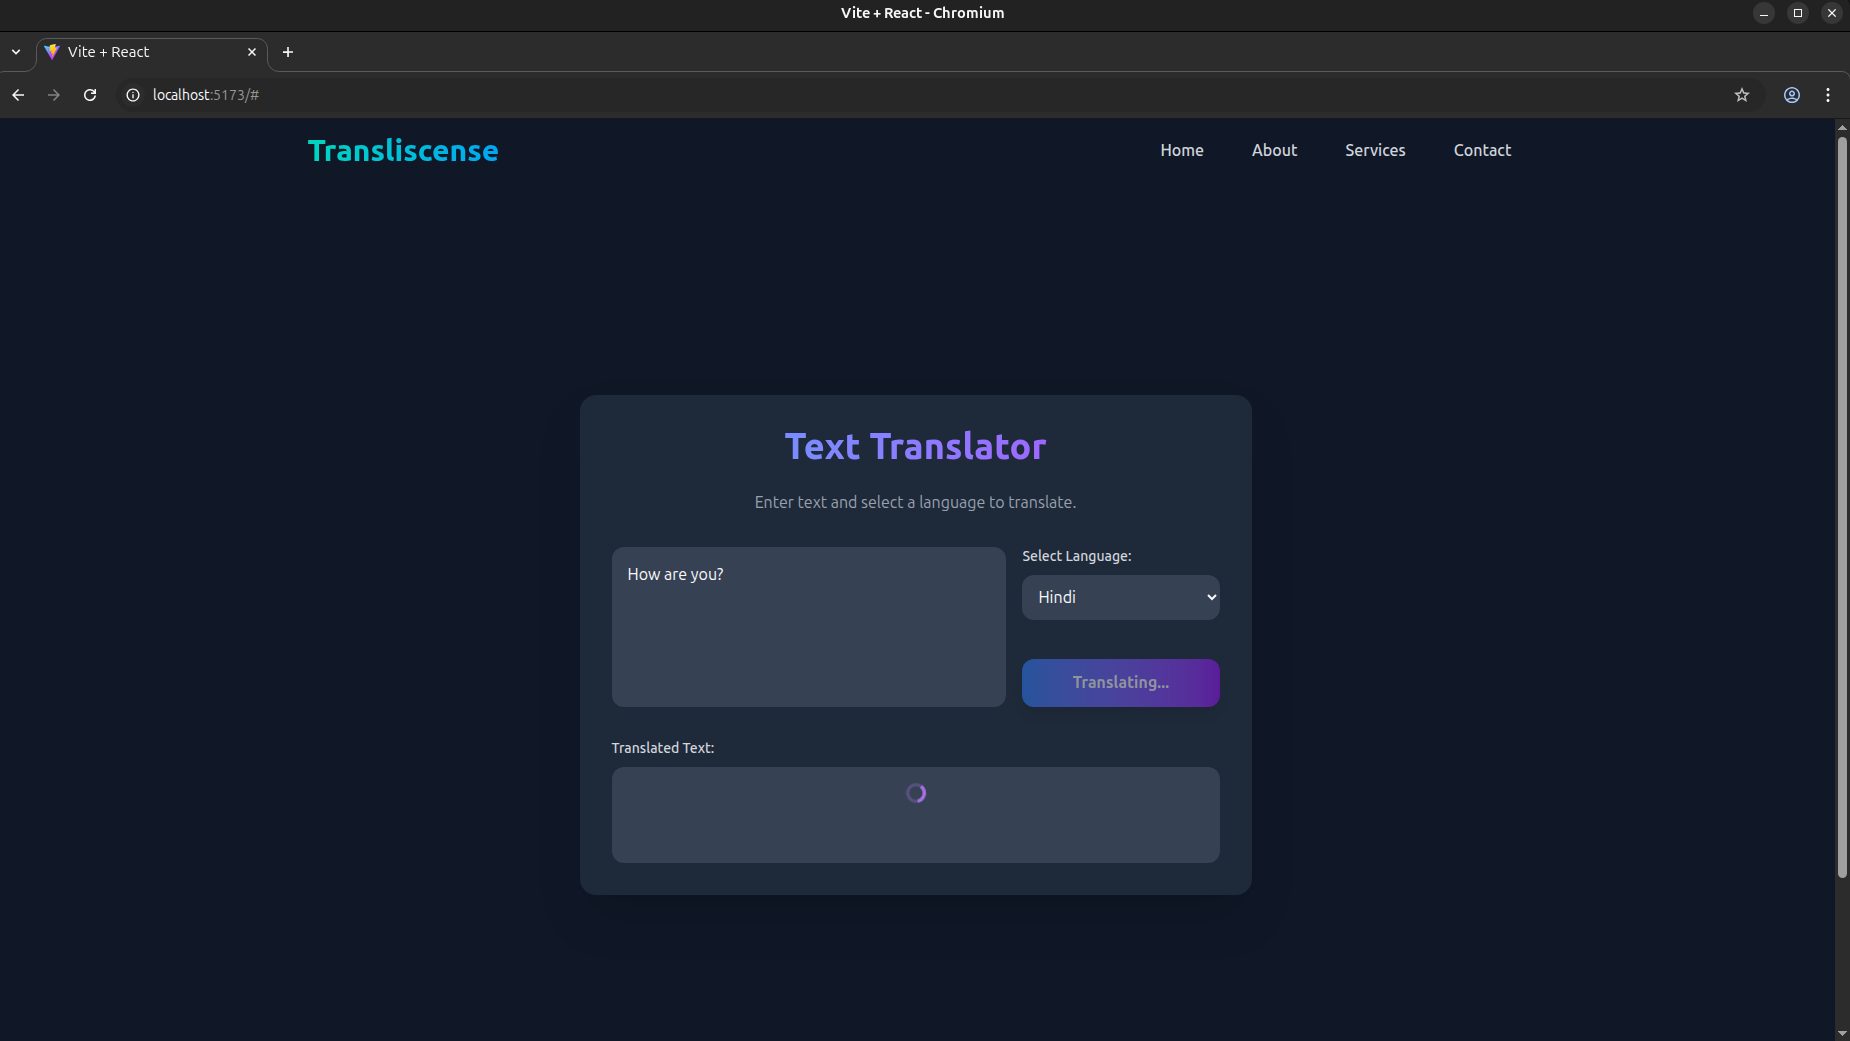 Vite + React - Chromium
Vite + React
localhost:5173/#
Transliscense
Home About Services Contact
Text Translator
Enter text and select a language to translate.
How are you?
Select Language:
Hindi
Translating...
Translated Text: